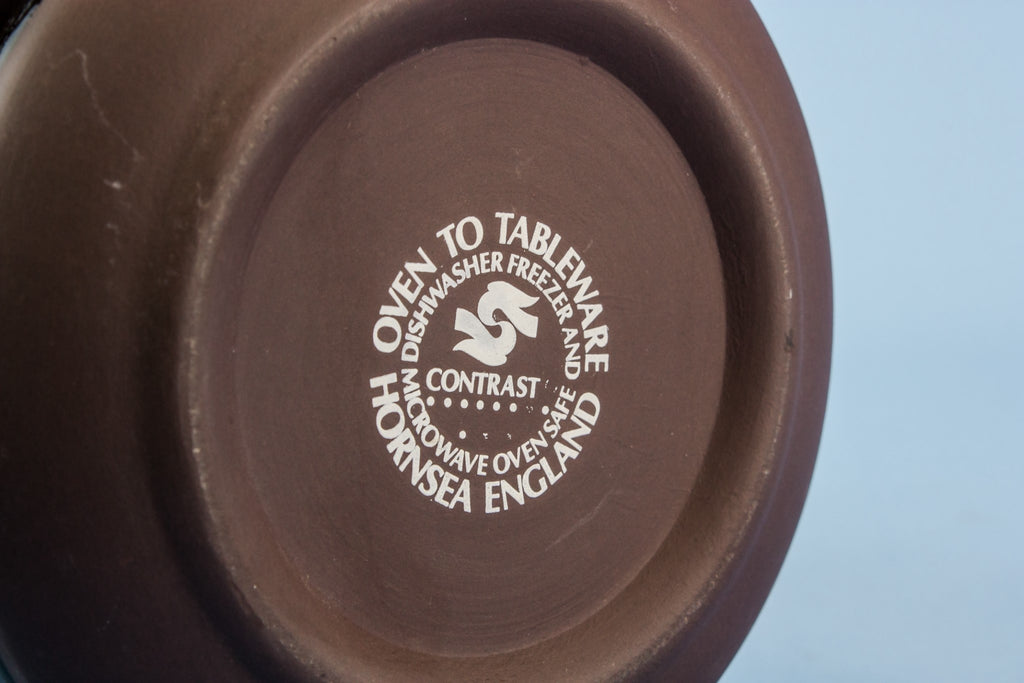 OVEN TO TABLEWARE
DISHWASHER FREEZER AND
CONTRAST
MICROWAVE OVEN SAFE
HORNSEA ENGLAND